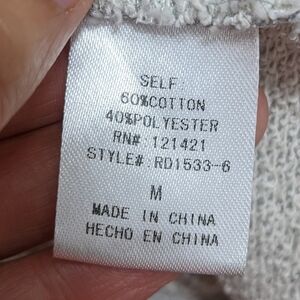 SELF:
60%COTTON
40%POLYESTER
RN#:121421
STYLE#:RD1533-6
M
MADE IN CHINA
HECHO EN CHINA